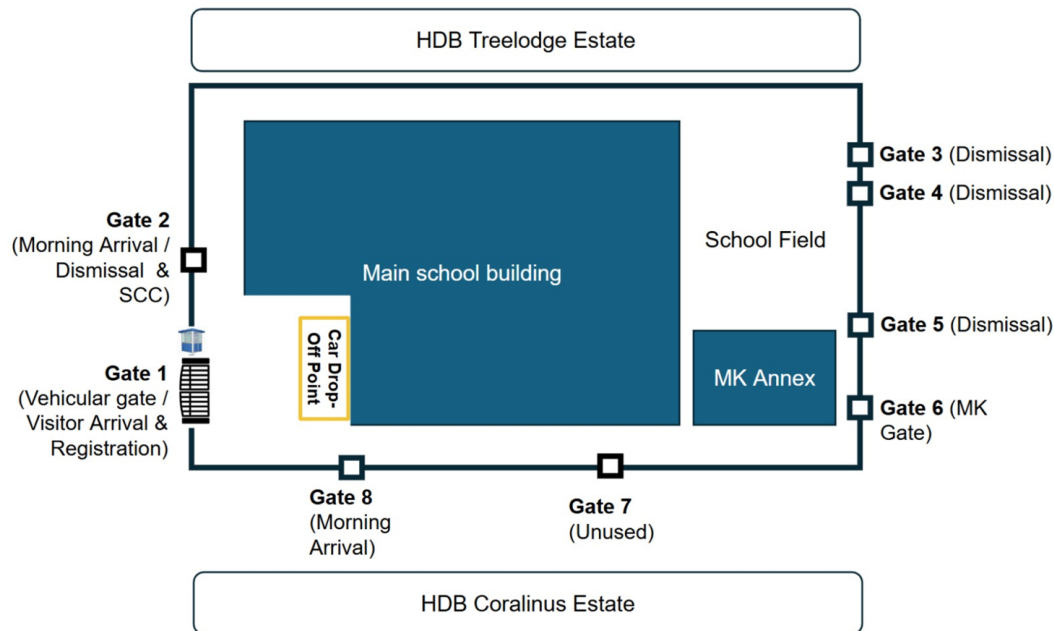 HDB Treelodge Estate
Gate 3 (Dismissal)
Gate 4 (Dismissal)
Gate 2
(Morning Arrival /
Dismissal &
SCC)
School Field
Main school building
Gate 5 (Dismissal)
Car Drop-
Off Point
Gate 1
(Vehicular gate /
Visitor Arrival &
Registration)
MK Annex
Gate 6 (MK
Gate)
Gate 8
(Morning
Arrival)
Gate 7
(Unused)
HDB Coralinus Estate